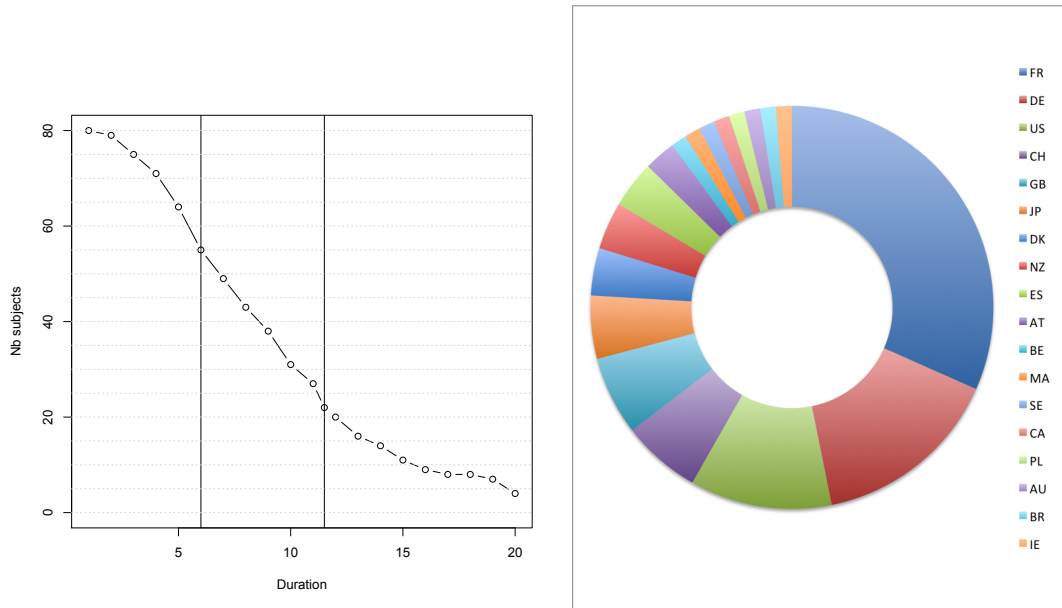 80
60
40
20
0
Nb subjects
5 10 15 20
Duration
FR
DE
US
CH
GB
JP
DK
NZ
ES
AT
BE
MA
SE
CA
PL
AU
BR
IE